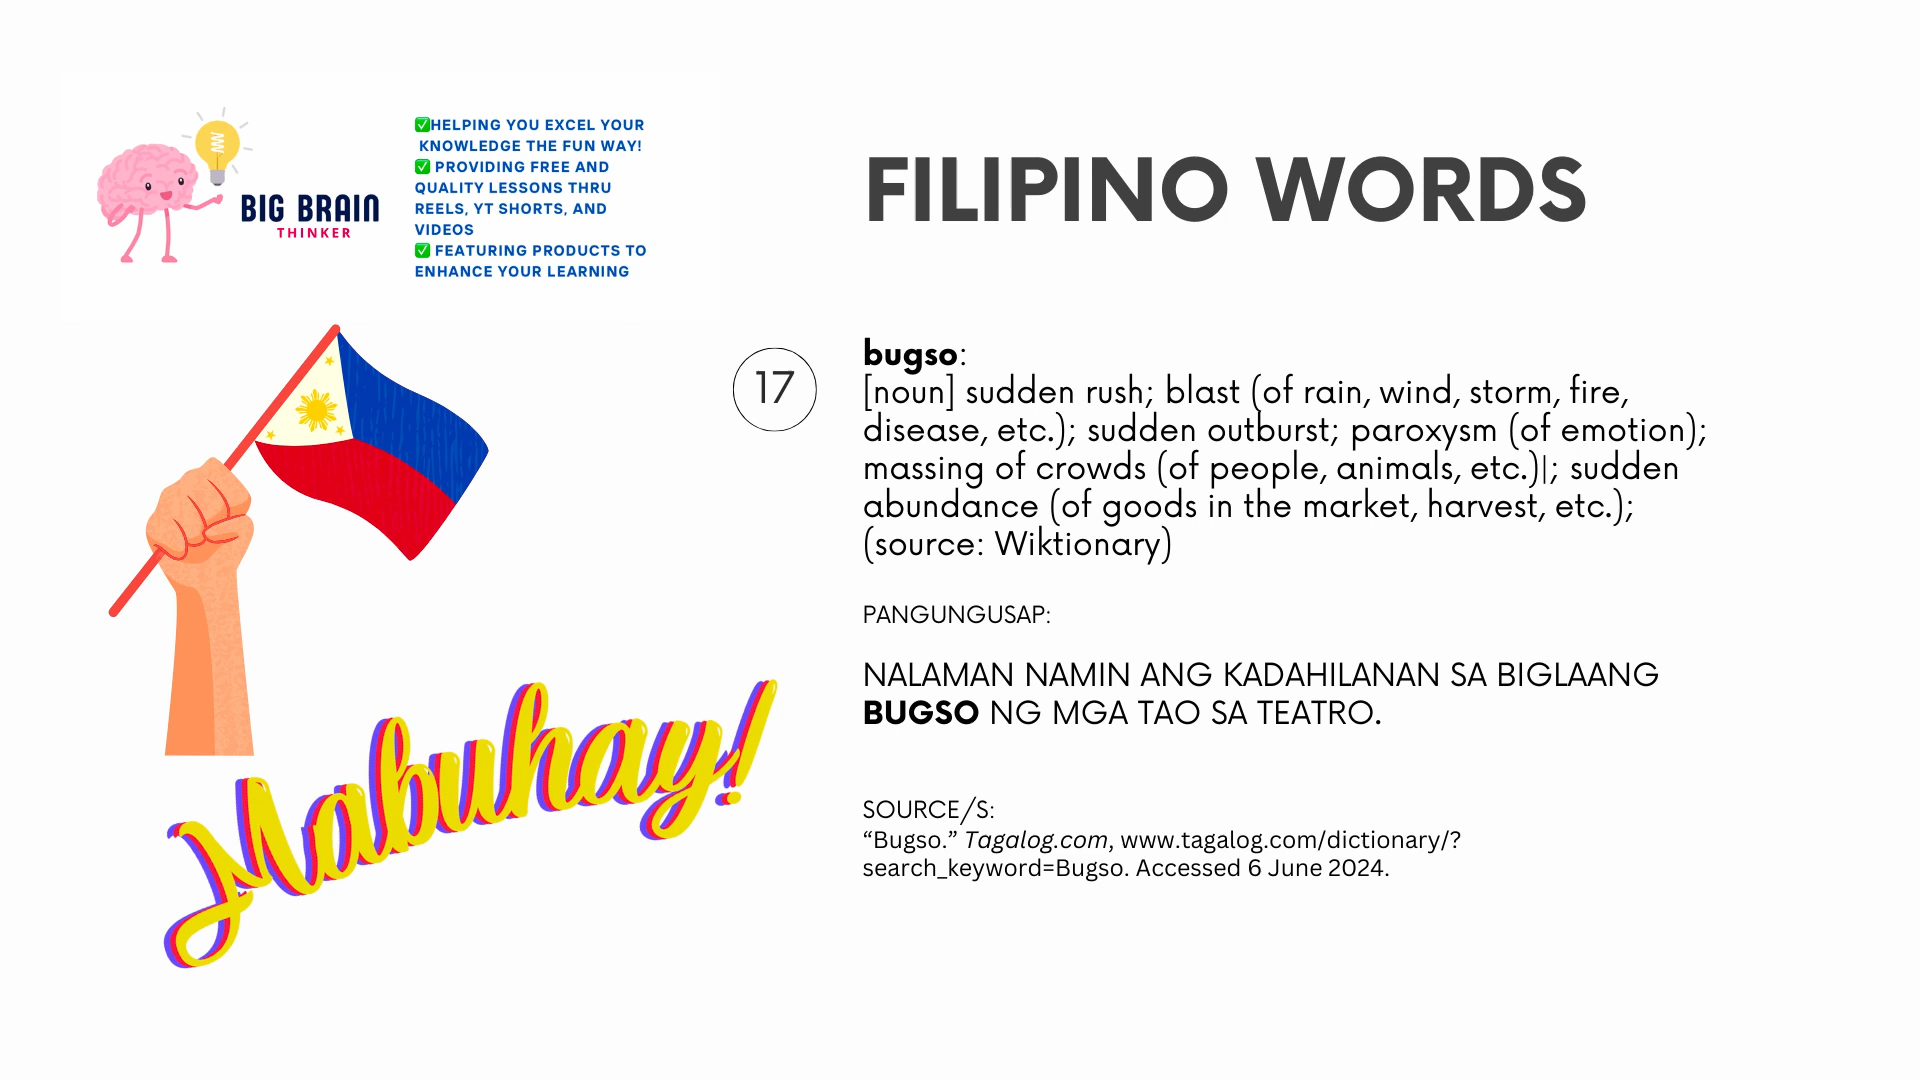 BIG BRAIN
THINKER
✅HELPING YOU EXCEL YOUR
KNOWLEDGE THE FUN WAY!
✅ PROVIDING FREE AND
QUALITY LESSONS THRU
REELS, YT SHORTS, AND
VIDEOS
✅ FEATURING PRODUCTS TO
ENHANCE YOUR LEARNING
FILIPINO WORDS
17
bugso:
[noun] sudden rush; blast (of rain, wind, storm, fire,
disease, etc.); sudden outburst; paroxysm (of emotion);
massing of crowds (of people, animals, etc.)|; sudden
abundance (of goods in the market, harvest, etc.);
(source: Wiktionary)
PANGUNGUSAP:
NALAMAN NAMIN ANG KADAHILANAN SA BIGLAANG
BUGSO NG MGA TAO SA TEATRO.
SOURCE/S:
“Bugso.” Tagalog.com, www.tagalog.com/dictionary/?
search_keyword=Bugso. Accessed 6 June 2024.
Mabuhay!